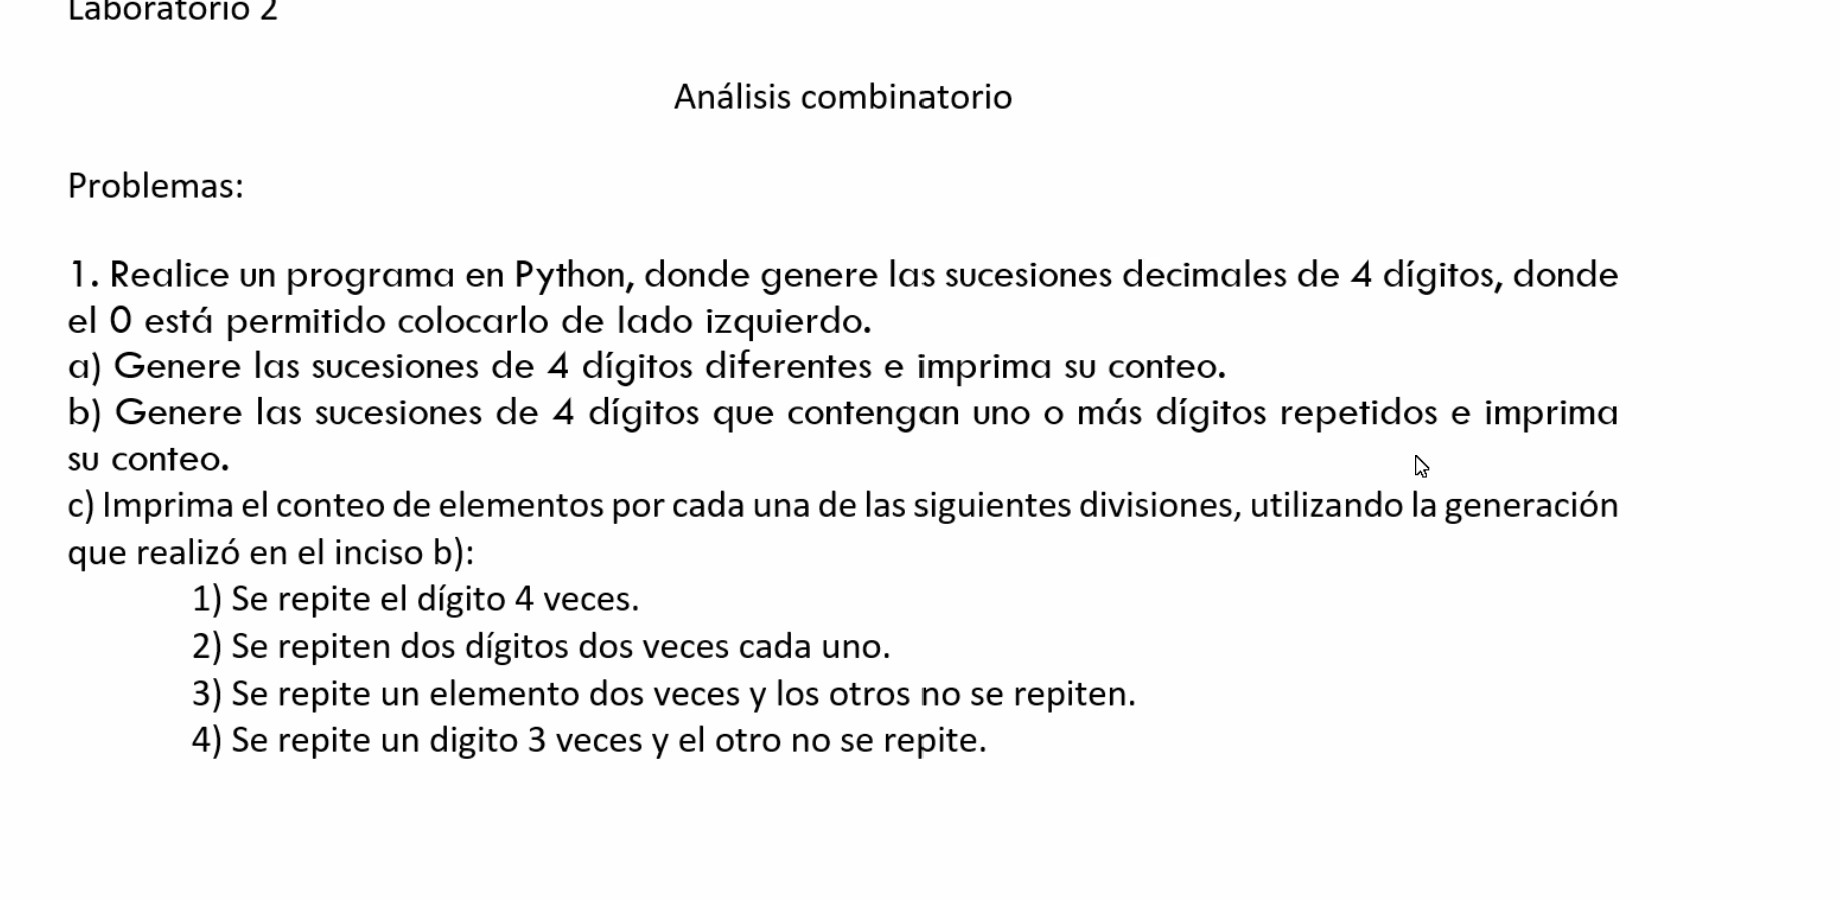 Laboratorio 2
Análisis combinatorio
Problemas:
1. Realice un programa en Python, donde genere las sucesiones decimales de 4 dígitos, donde
el 0 está permitido colocarlo de lado izquierdo.
a) Genere las sucesiones de 4 dígitos diferentes e imprima su conteo.
b) Genere las sucesiones de 4 dígitos que contengan uno o más dígitos repetidos e imprima
su conteo.
c) Imprima el conteo de elementos por cada una de las siguientes divisiones, utilizando la generación
que realizó en el inciso b):
1) Se repite el dígito 4 veces.
2) Se repiten dos dígitos dos veces cada uno.
3) Se repite un elemento dos veces y los otros no se repiten.
4) Se repite un digito 3 veces y el otro no se repite.